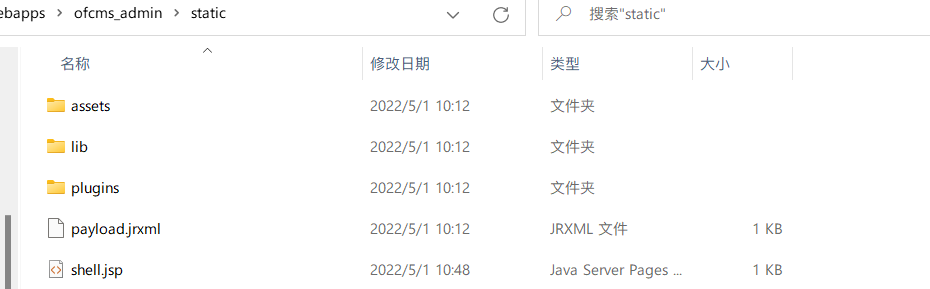 ebapps > ofcms_admin > static 搜索"static"
名称 修改日期 类型 大小
assets 2022/5/1 10:12 文件夹
lib 2022/5/1 10:12 文件夹
plugins 2022/5/1 10:12 文件夹
payload.jrxml 2022/5/1 10:12 JRXML 文件 1 KB
shell.jsp 2022/5/1 10:48 Java Server Pages ... 1 KB